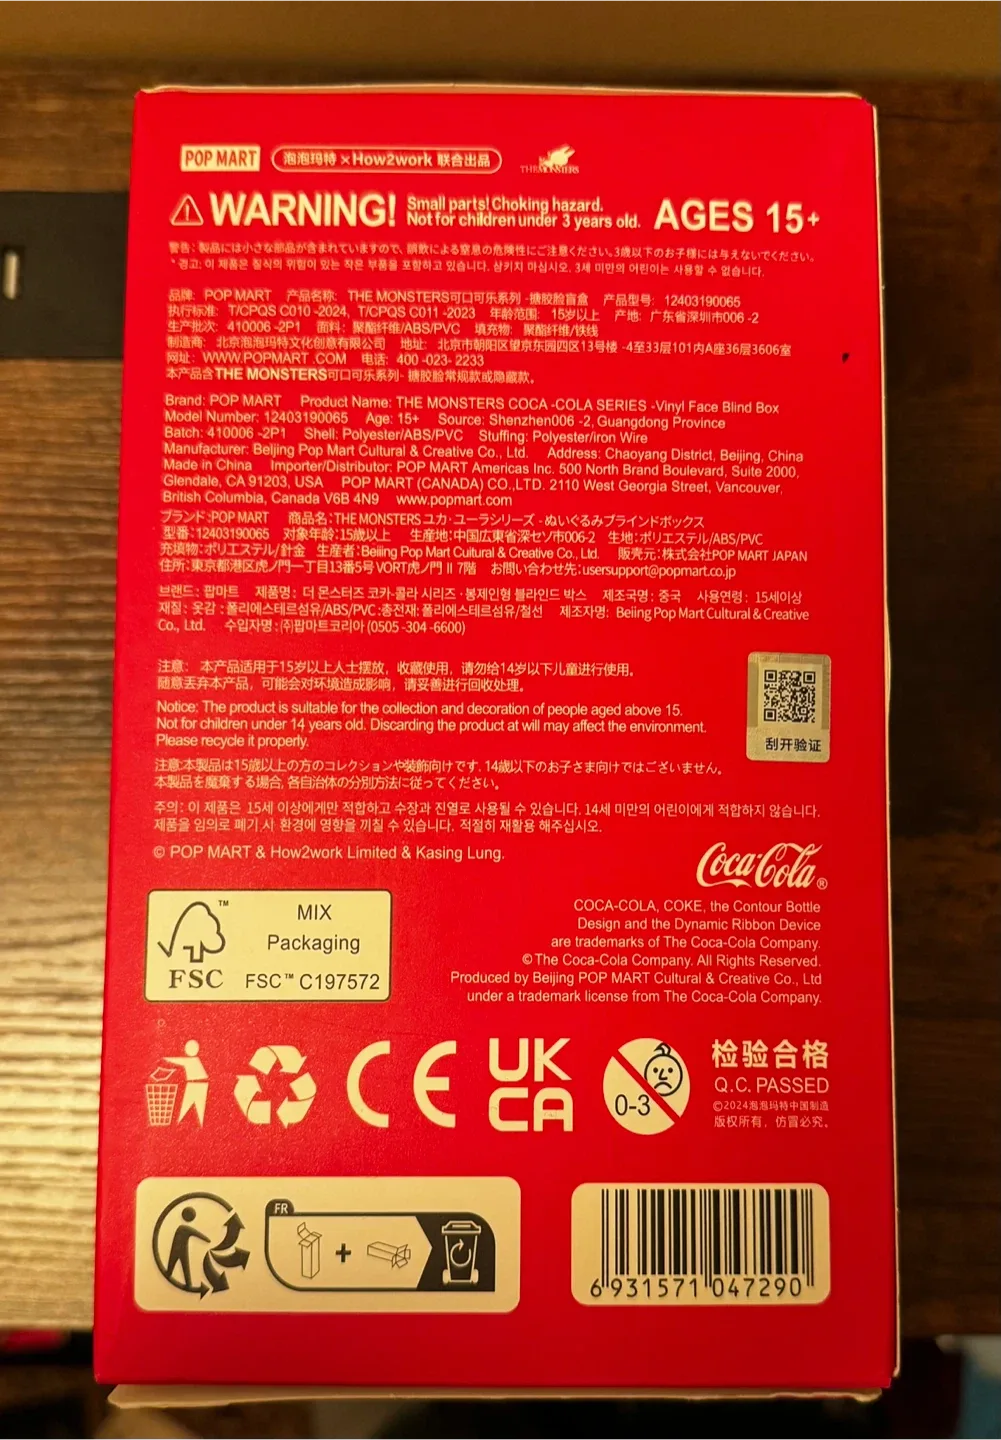 POP MART 泡泡玛特×How2work 联合出品 THE MONSTERS
WARNING! Small parts! Choking hazard.
Not for children under 3 years old. AGES 15+
警告: 製品には小さな部品が含まれていますので、誤飲による窒息の危険性にご注意ください。3歳以下のお子様には与えないでください。
* 경고: 이 제품은 질식의 위험이 있는 작은 부품을 포함하고 있습니다. 삼키지 마십시오. 3세 미만의 어린이는 사용할 수 없습니다.
品牌: POP MART 产品名称: THE MONSTERS可口可乐系列 -搪胶脸盲盒 产品型号: 12403190065
执行标准: T/CPQS C010 -2024, T/CPQS C011 -2023 年龄范围: 15岁以上 产地: 广东省深圳市006 -2
生产批次: 410006 -2P1 面料: 聚酯纤维/ABS/PVC 填充物: 聚酯纤维/铁线
制造商: 北京泡泡玛特文化创意有限公司 地址: 北京市朝阳区望京东园四区13号楼 -4至33层101内A座36层3606室
网址: WWW.POPMART .COM 电话: 400 -023- 2233
本产品含THE MONSTERS可口可乐系列- 搪胶脸常规款或隐藏款。
Brand: POP MART Product Name: THE MONSTERS COCA -COLA SERIES -Vinyl Face Blind Box
Model Number: 12403190065 Age: 15+ Source: Shenzhen006 -2, Guangdong Province
Batch: 410006 -2P1 Shell: Polyester/ABS/PVC Stuffing: Polyester/iron Wire
Manufacturer: Beijing Pop Mart Cultural & Creative Co., Ltd. Address: Chaoyang District, Beijing, China
Made in China Importer/Distributor: POP MART Americas Inc. 500 North Brand Boulevard, Suite 2000,
Glendale, CA 91203, USA POP MART (CANADA) CO.,LTD. 2110 West Georgia Street, Vancouver,
British Columbia, Canada V6B 4N9 www.popmart.com
ブランド:POP MART 商品名: THE MONSTERS コカ・コーラシリーズ - ぬいぐるみブラインドボックス
型番:12403190065 対象年齢:15歳以上 生産地:中国広東省深セン市006-2 生地:ポリエステル/ABS/PVC
充填物:ポリエステル/針金 生産者:Beijing Pop Mart Cultural & Creative Co., Ltd. 販売元:株式会社POP MART JAPAN
住所:東京都港区虎ノ門一丁目13番5号 VORT虎ノ門 II 7階 お問い合わせ先:usersupport@popmart.co.jp
브랜드 : 팝마트 제품명: 더 몬스터즈 코카-콜라 시리즈 - 봉제인형 블라인드 박스 제조국명: 중국 사용연령: 15세이상
재질: 옷감 : 폴리에스테르섬유/ABS/PVC ;충전재: 폴리에스테르섬유/철선 제조자명: Beijing Pop Mart Cultural & Creative
Co., Ltd. 수입자명 : ㈜팝마트코리아 (0505 -304 -6600)
注意: 本产品适用于15岁以上人士摆放，收藏使用，请勿给14岁以下儿童进行使用。
随意丢弃本产品，可能会对环境造成影响，请妥善进行回收处理。
Notice: The product is suitable for the collection and decoration of people aged above 15.
Not for children under 14 years old. Discarding the product at will may affect the environment.
Please recycle it properly.
刮开验证
注意:本製品は15歳以上の方のコレクションや装飾向けです. 14歳以下のお子さま向けではございません。
本製品を廃棄する場合, 各自治体の分別方法に従ってください。
주의: 이 제품은 15세 이상에게만 적합하고 수장과 진열로 사용될 수 있습니다. 14세 미만의 어린이에게 적합하지 않습니다.
제품을 임의로 폐기시 환경에 영향을 끼칠 수 있습니다. 적절히 재활용 해주십시오.
© POP MART & How2work Limited & Kasing Lung.
Coca-Cola®
COCA-COLA, COKE, the Contour Bottle
Design and the Dynamic Ribbon Device
are trademarks of The Coca-Cola Company.
© The Coca-Cola Company. All Rights Reserved.
Produced by Beijing POP MART Cultural & Creative Co., Ltd
under a trademark license from The Coca-Cola Company.
™ MIX
Packaging
FSC FSC™ C197572
CE UK
CA
0-3
检验合格
Q.C. PASSED
©2024泡泡玛特中国制造
版权所有，仿冒必究。
FR
6 931571 047290